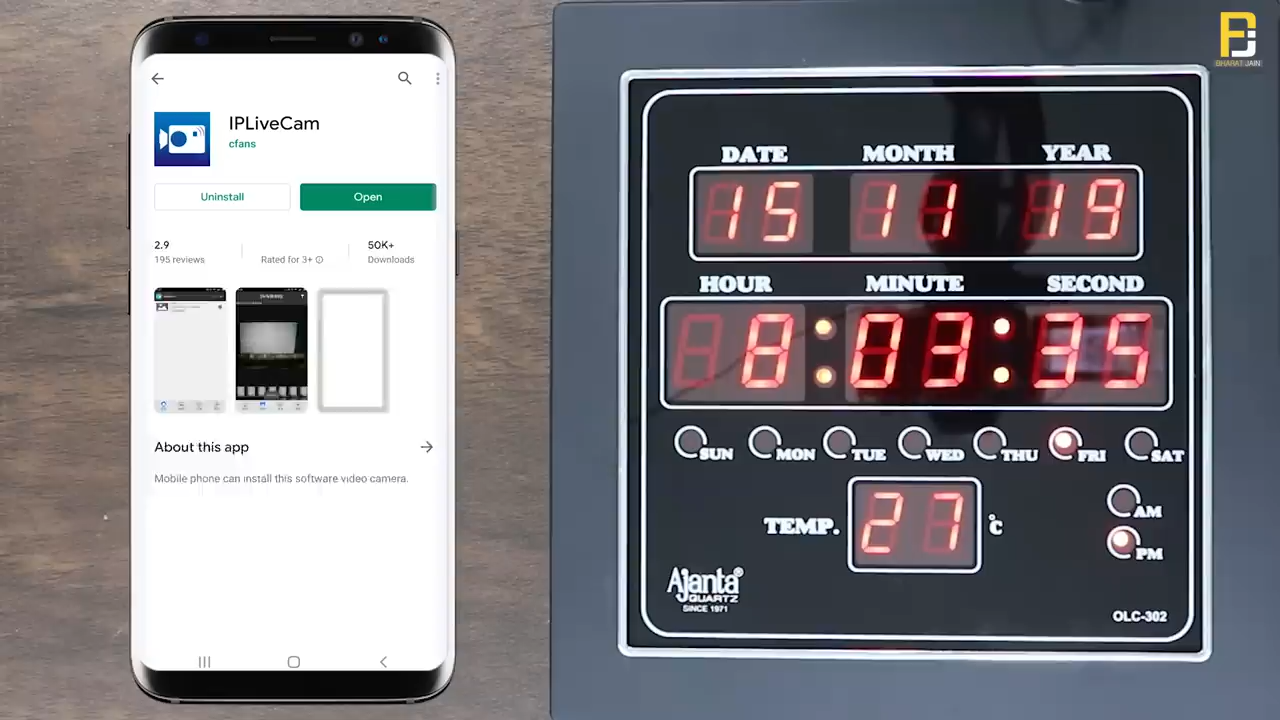 IPLiveCam
cfans
Uninstall
Open
2.9
195 reviews
Rated for 3+
50K+
Downloads
About this app
Mobile phone can install this software video camera.
BHARAT JAIN
DATE MONTH YEAR
15 11 19
HOUR MINUTE SECOND
8:03:35
SUN MON TUE WED THU FRI SAT
TEMP. 27 °C
AM
PM
Ajanta®
QUARTZ
SINCE 1971
OLC-302